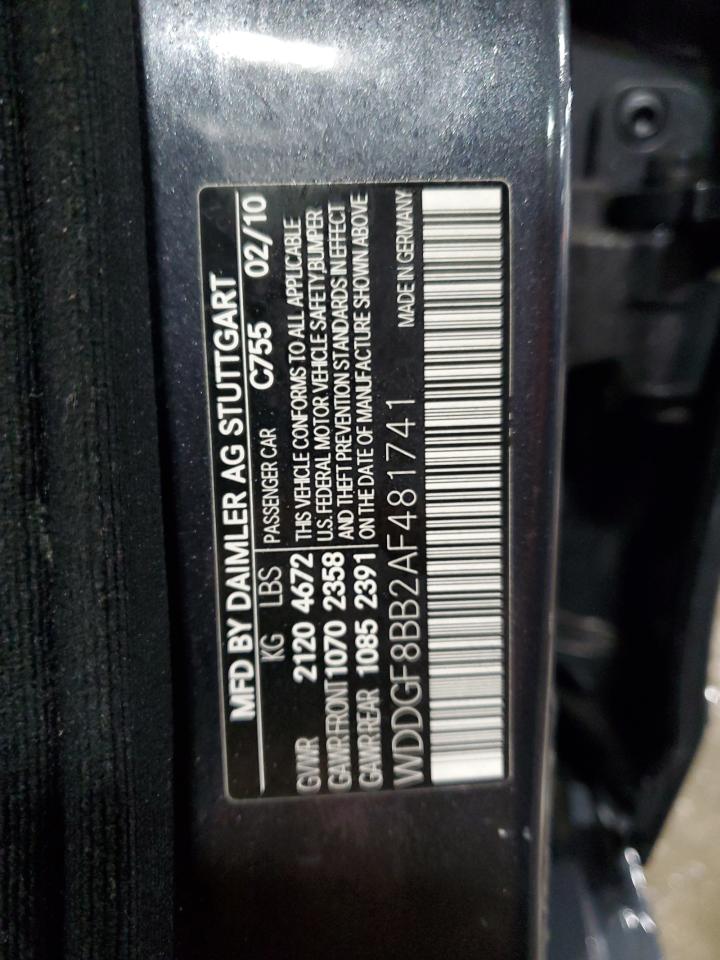 MFD BY DAIMLER AG STUTTGART
KG LBS PASSENGER CAR C755 02/10
GVWR 2120 4672 THIS VEHICLE CONFORMS TO ALL APPLICABLE
U.S. FEDERAL MOTOR VEHICLE SAFETY,BUMPER
GAWR FRONT 1070 2358 AND THEFT PREVENTION STANDARDS IN EFFECT
GAWR REAR 1085 2391 ON THE DATE OF MANUFACTURE SHOWN ABOVE
WDDGF8BB2AF481741 MADE IN GERMANY